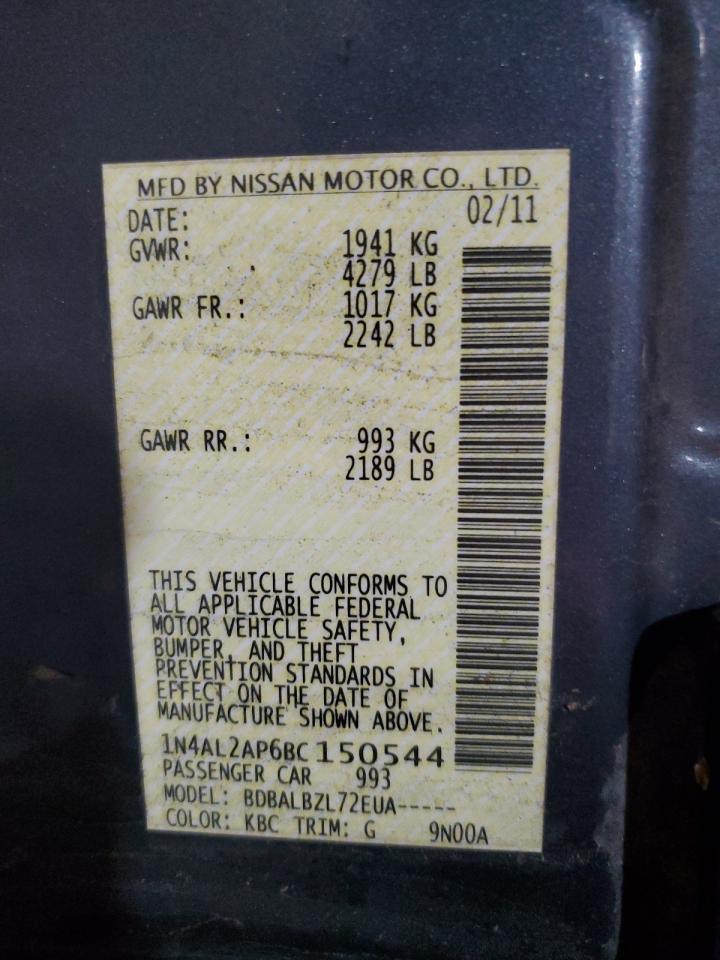 MFD BY NISSAN MOTOR CO., LTD.
DATE: 02/11
GVWR: 1941 KG
4279 LB
GAWR FR.: 1017 KG
2242 LB
GAWR RR.: 993 KG
2189 LB
THIS VEHICLE CONFORMS TO
ALL APPLICABLE FEDERAL
MOTOR VEHICLE SAFETY,
BUMPER, AND THEFT
PREVENTION STANDARDS IN
EFFECT ON THE DATE OF
MANUFACTURE SHOWN ABOVE.
1N4AL2AP6BC150544
PASSENGER CAR 993
MODEL: BDBALBZL72EUA-----
COLOR: KBC TRIM: G 9N00A